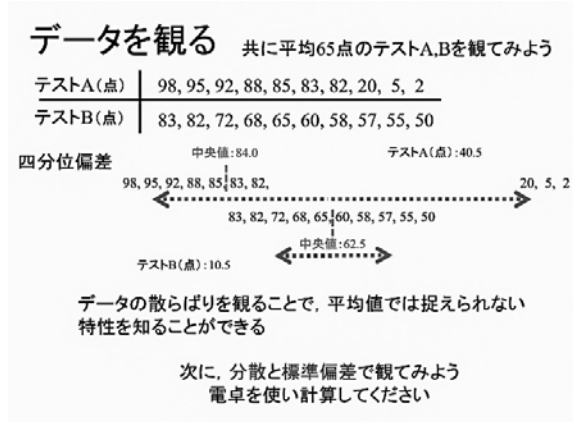 データを観る 共に平均65点のテストA,Bを観てみよう
テストA(点) 98, 95, 92, 88, 85, 83, 82, 20, 5, 2
テストB(点) 83, 82, 72, 68, 65, 60, 58, 57, 55, 50
四分位偏差 中央値:84.0 テストA(点):40.5
98, 95, 92, 88, 85, 83, 82, 20, 5, 2
83, 82, 72, 68, 65, 60, 58, 57, 55, 50
中央値:62.5
テストB(点):10.5
データの散らばりを観ることで, 平均値では捉えられない
特性を知ることができる
次に, 分散と標準偏差で観てみよう
電卓を使い計算してください